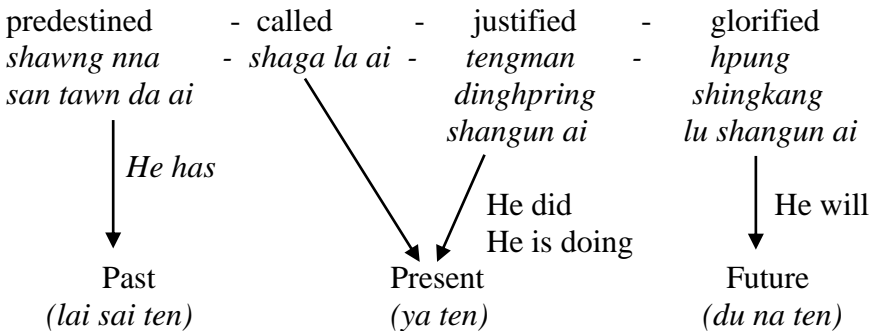 predestined - called - justified - glorified
shawng nna - shaga la ai - tengman - hpung
san tawn da ai dinghpring shingkang
shangun ai lu shangun ai
He has
He did He will
He is doing
Past Present Future
(lai sai ten) (ya ten) (du na ten)